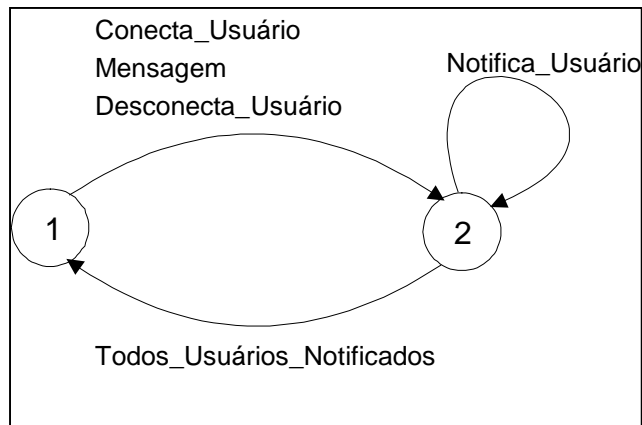 Conecta_Usuário
Mensagem
Desconecta_Usuário
Notifica_Usuário
1
2
Todos_Usuários_Notificados